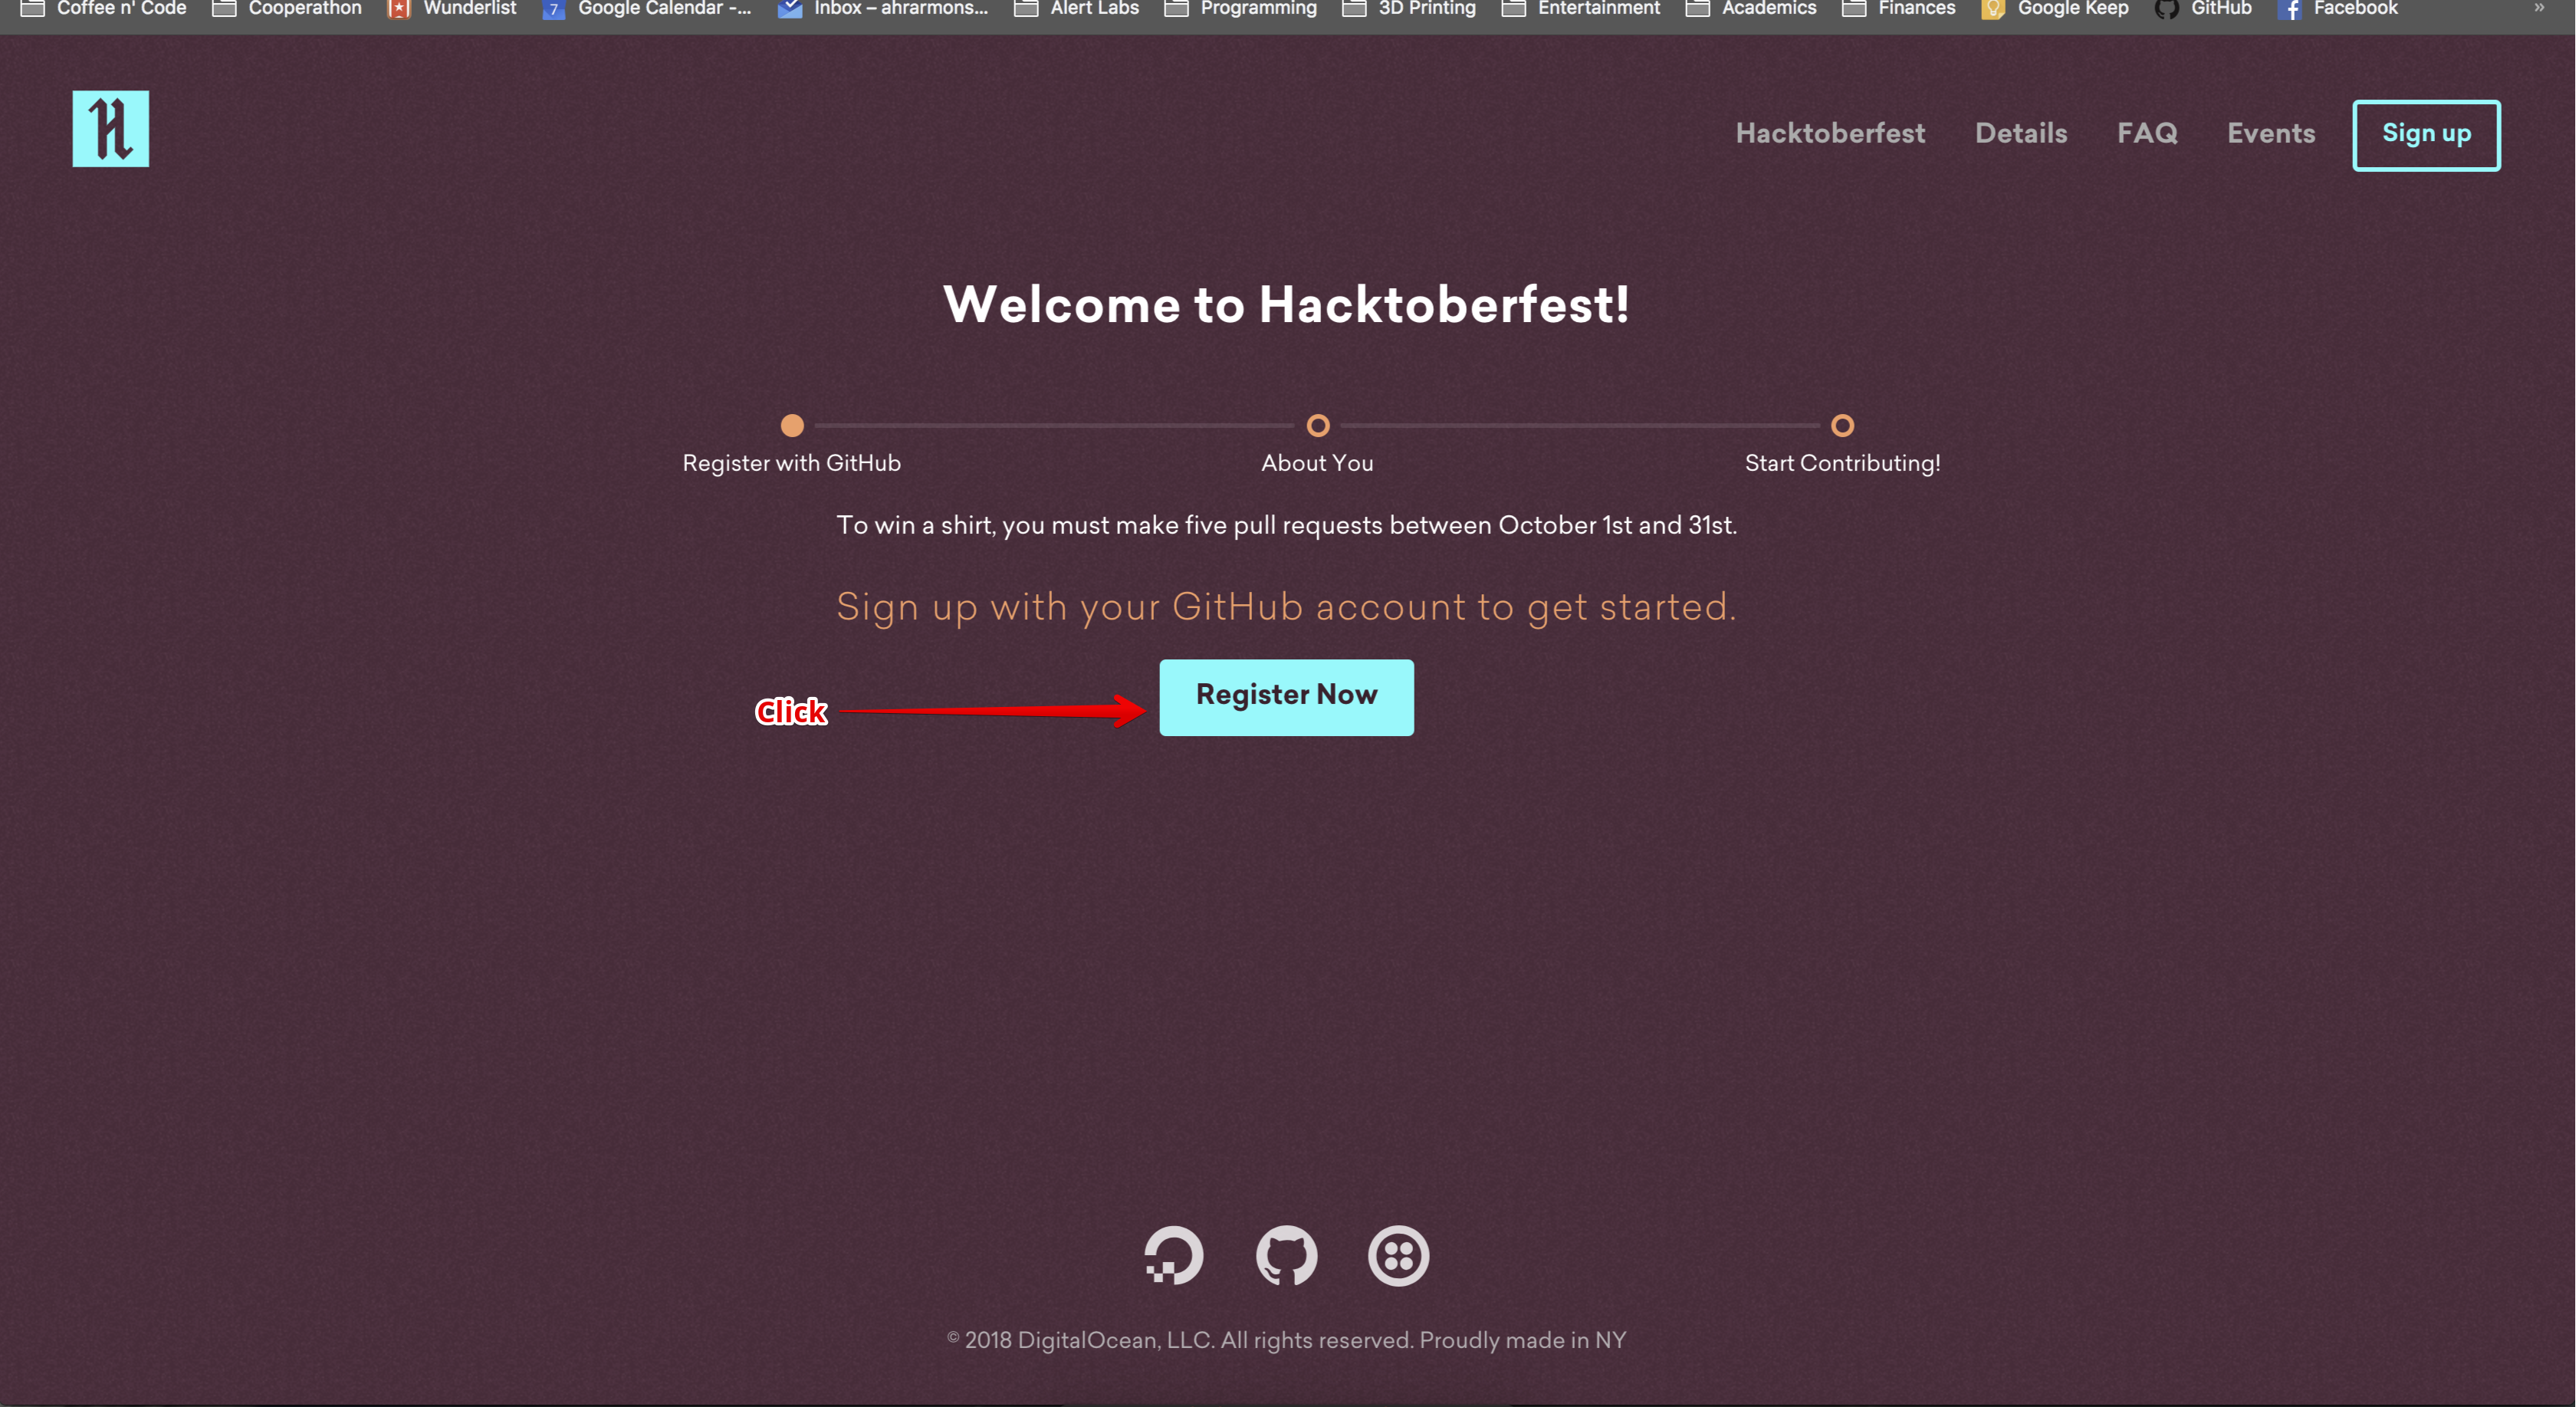 Coffee n' Code Cooperathon Wunderlist 7 Google Calendar -... Inbox – ahrarmons... Alert Labs Programming 3D Printing Entertainment Academics Finances Google Keep GitHub Facebook »
H Hacktoberfest Details FAQ Events Sign up
Welcome to Hacktoberfest!
Register with GitHub About You Start Contributing!
To win a shirt, you must make five pull requests between October 1st and 31st.
Sign up with your GitHub account to get started.
Click Register Now
© 2018 DigitalOcean, LLC. All rights reserved. Proudly made in NY